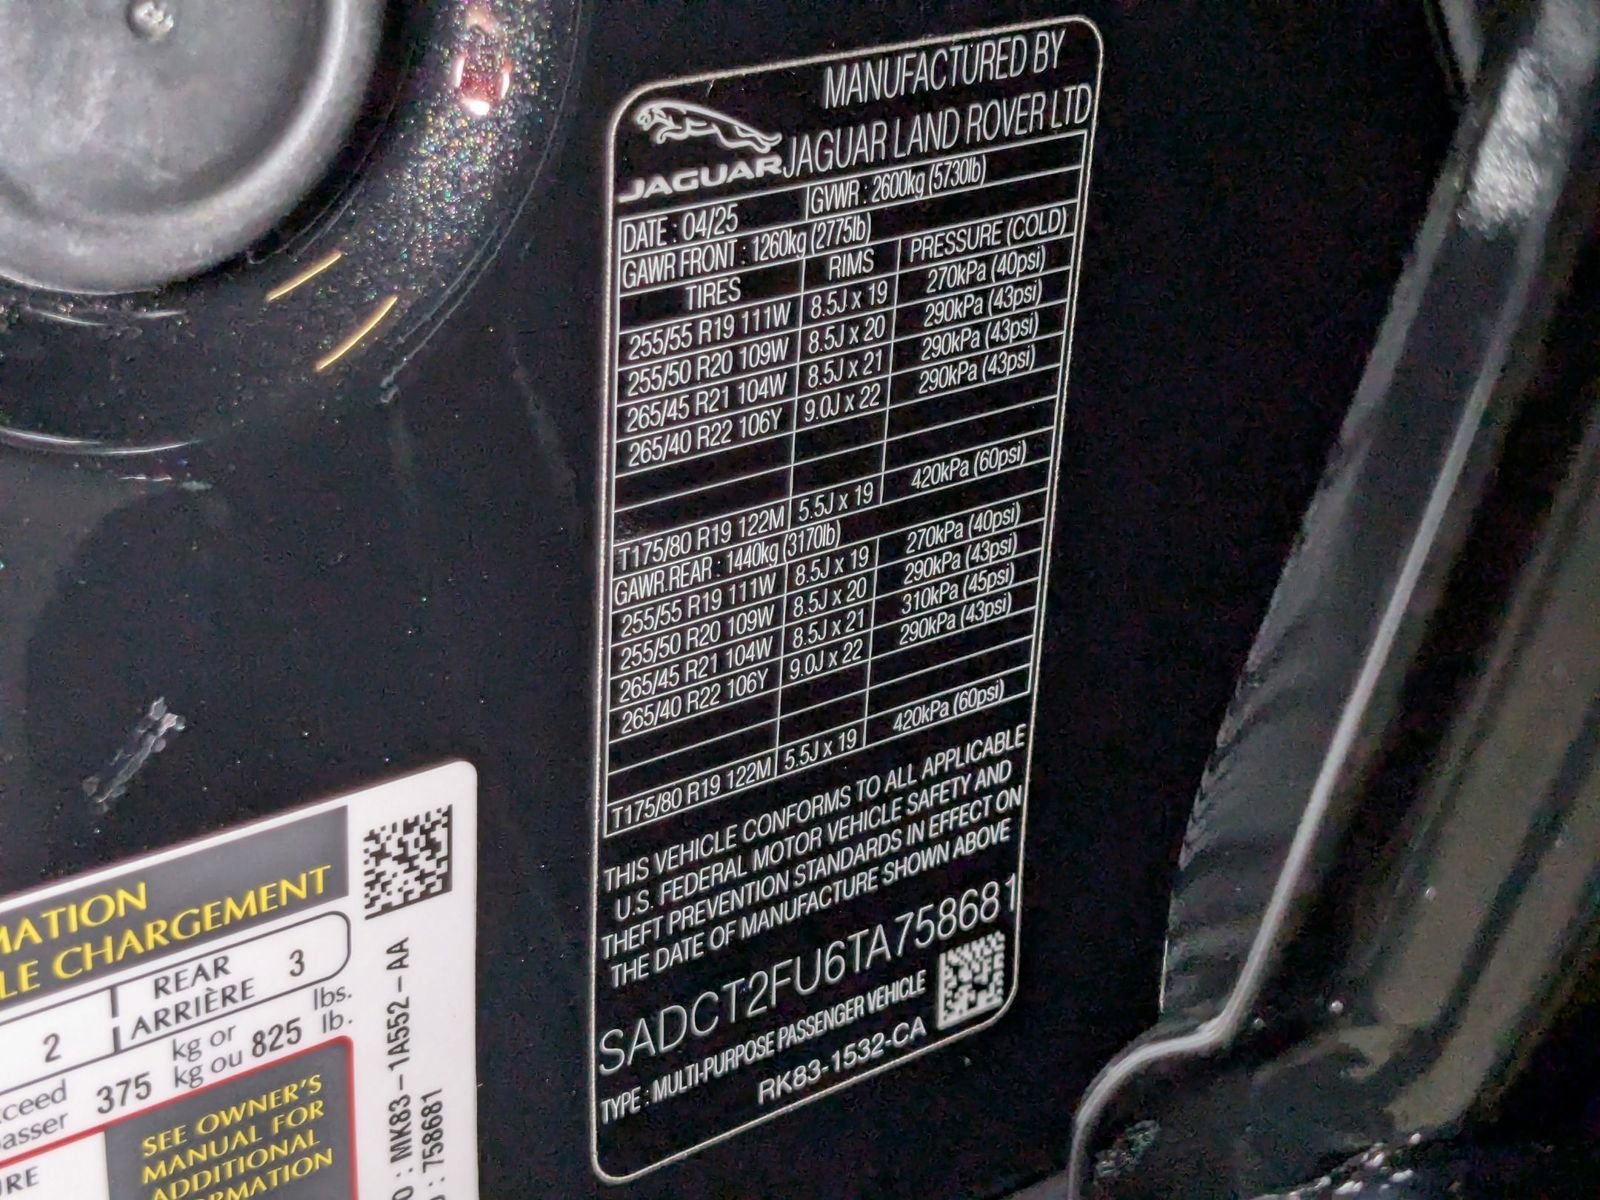 MANUFACTURED BY
JAGUAR JAGUAR LAND ROVER LTD
DATE : 04/25 GVWR : 2600kg (5730lb)
GAWR FRONT : 1260kg (2775lb)
TIRES RIMS PRESSURE (COLD)
255/55 R19 111W 8.5J x 19 270kPa (40psi)
255/50 R20 109W 8.5J x 20 290kPa (43psi)
265/45 R21 104W 8.5J x 21 290kPa (43psi)
265/40 R22 106Y 9.0J x 22 290kPa (43psi)
T175/80 R19 122M 5.5J x 19 420kPa (60psi)
GAWR.REAR : 1440kg (3170lb)
255/55 R19 111W 8.5J x 19 270kPa (40psi)
255/50 R20 109W 8.5J x 20 290kPa (43psi)
265/45 R21 104W 8.5J x 21 310kPa (45psi)
265/40 R22 106Y 9.0J x 22 290kPa (43psi)
T175/80 R19 122M 5.5J x 19 420kPa (60psi)
THIS VEHICLE CONFORMS TO ALL APPLICABLE
U.S. FEDERAL MOTOR VEHICLE SAFETY AND
THEFT PREVENTION STANDARDS IN EFFECT ON
THE DATE OF MANUFACTURE SHOWN ABOVE
SADCT2FU6TA758681
TYPE : MULTI-PURPOSE PASSENGER VEHICLE
RK83-1532-CA
MATION
LE CHARGEMENT
2 REAR 3
ARRIÈRE
xceed 375 kg or 825 lbs.
asser kg ou lb.
SEE OWNER'S
MANUAL FOR
ADDITIONAL
ORMATION
URE
O : MK83-1A552-AA
: 758681